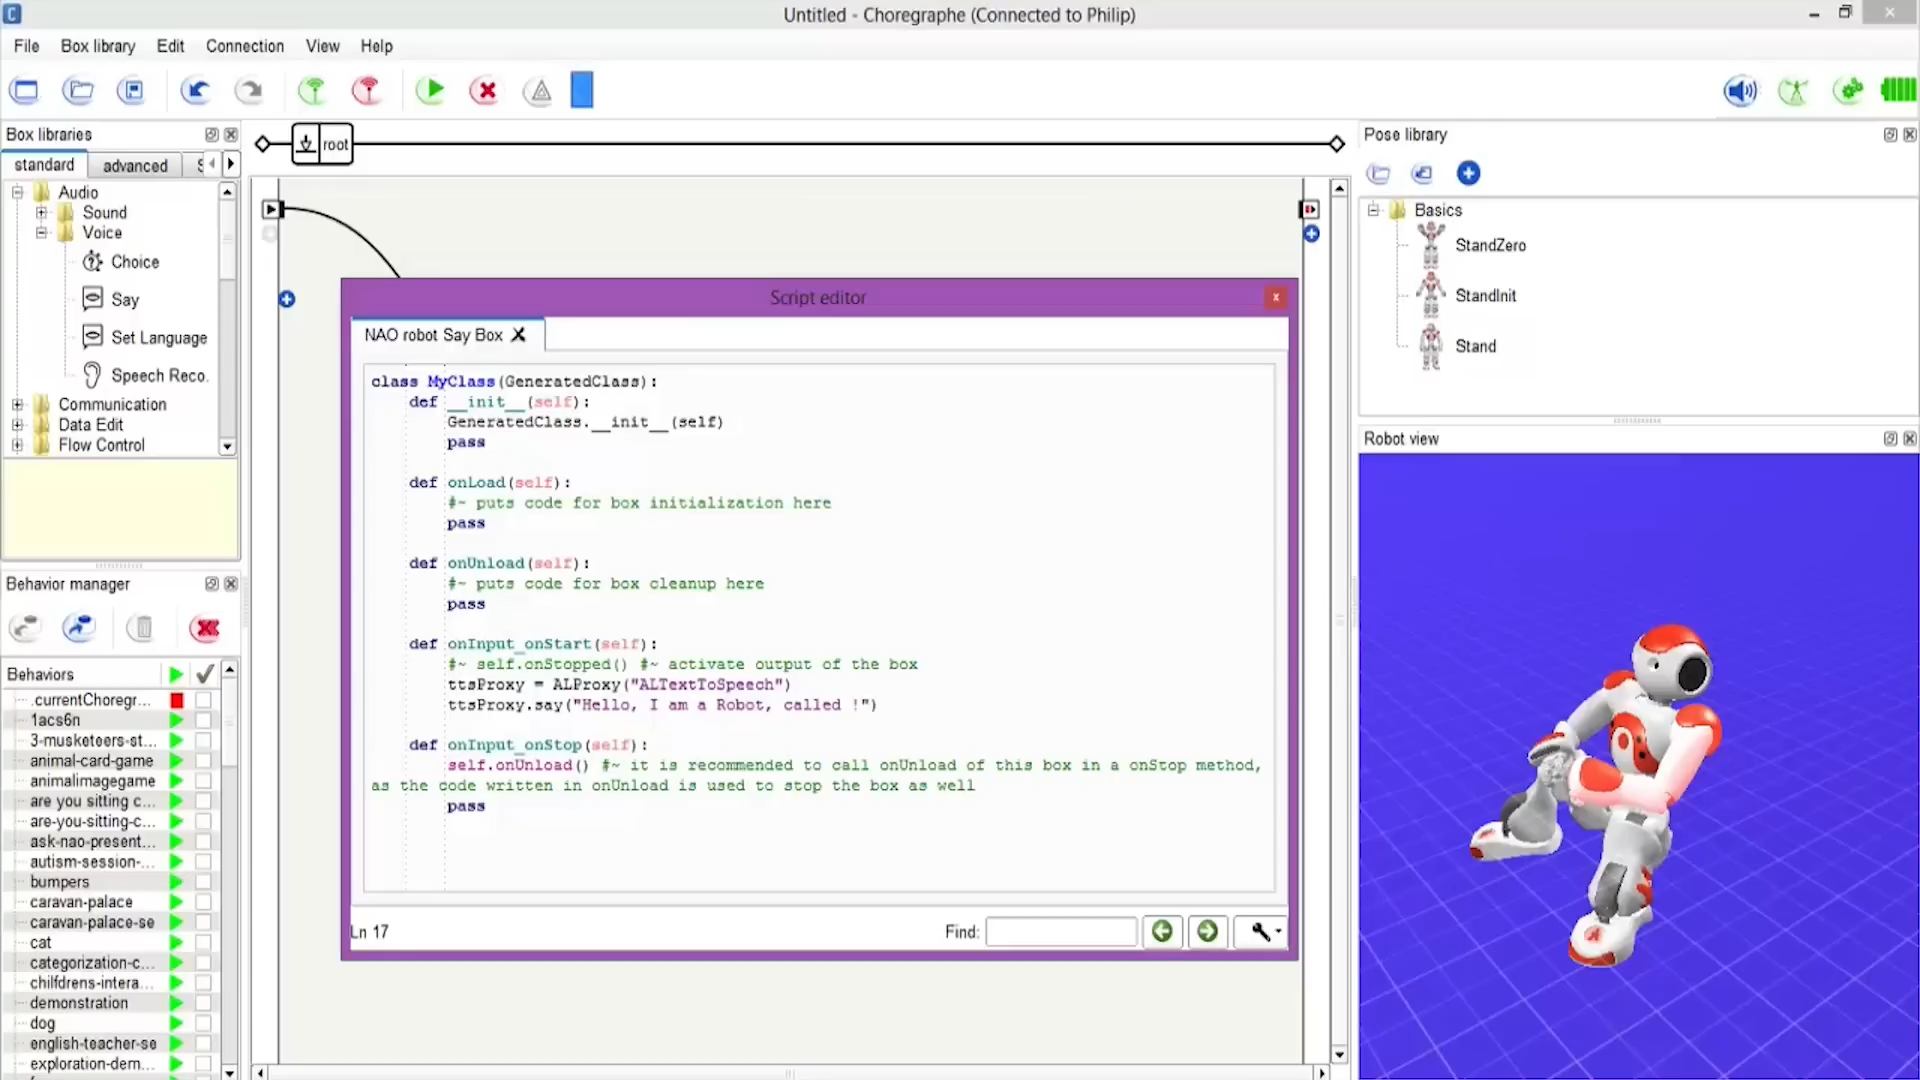 Untitled - Choregraphe (Connected to Philip)
File Box library Edit Connection View Help
Box libraries
standard advanced
Audio
Sound
Voice
Choice
Say
Set Language
Speech Reco.
Communication
Data Edit
Flow Control
Behavior manager
Behaviors
.currentChoregr...
1acs6n
3-musketeers-st...
animal-card-game
animalimagegame
are you sitting c...
are-you-sitting-c...
ask-nao-present...
autism-session-...
bumpers
caravan-palace
caravan-palace-se
cat
categorization-c...
chilfdrens-intera...
demonstration
dog
english-teacher-se
exploration-dem...
root
Script editor
NAO robot Say Box
class MyClass(GeneratedClass):
def __init__(self):
GeneratedClass.__init__(self)
pass
def onLoad(self):
#~ puts code for box initialization here
pass
def onUnload(self):
#~ puts code for box cleanup here
pass
def onInput_onStart(self):
#~ self.onStopped() #~ activate output of the box
ttsProxy = ALProxy("ALTextToSpeech")
ttsProxy.say("Hello, I am a Robot, called !")
def onInput_onStop(self):
self.onUnload() #~ it is recommended to call onUnload of this box in a onStop method,
as the code written in onUnload is used to stop the box as well
pass
Ln 17
Find:
Pose library
Basics
StandZero
StandInit
Stand
Robot view